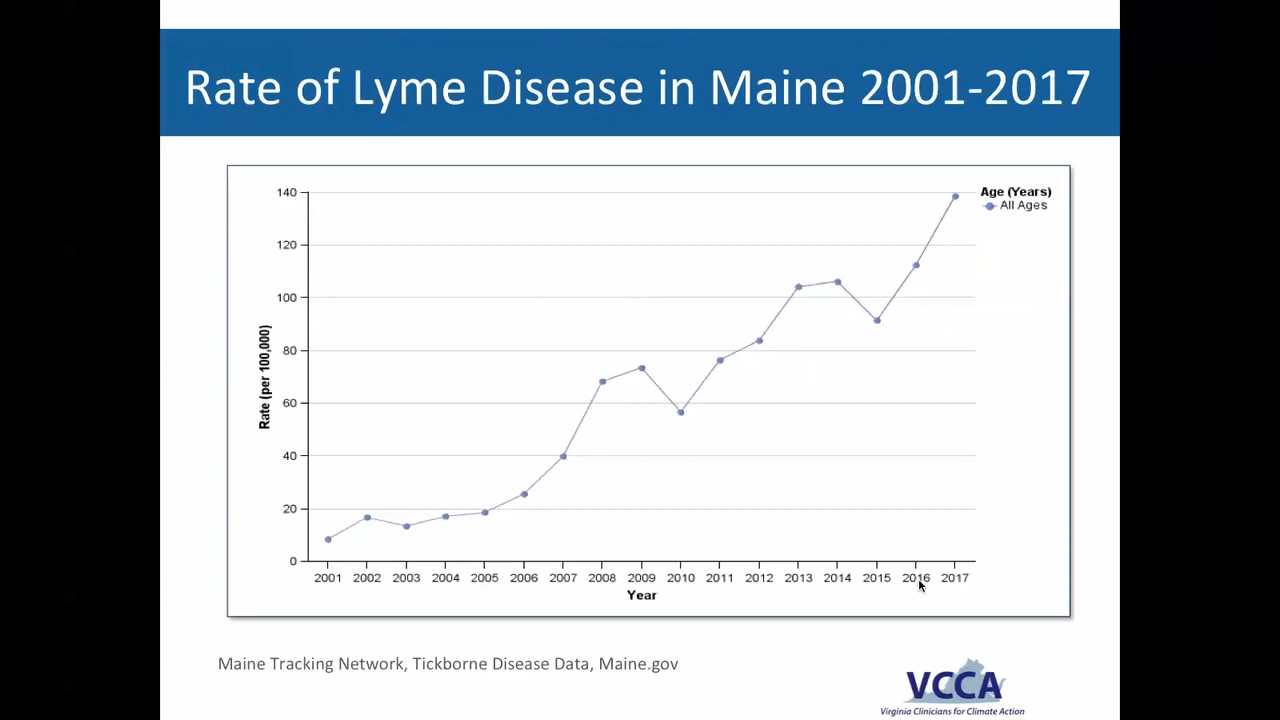 Rate of Lyme Disease in Maine 2001-2017
Age (Years)
All Ages
140
120
100
80
60
40
20
0
Rate (per 100,000)
2001 2002 2003 2004 2005 2006 2007 2008 2009 2010 2011 2012 2013 2014 2015 2016 2017
Year
Maine Tracking Network, Tickborne Disease Data, Maine.gov
VCCA
Virginia Clinicians for Climate Action